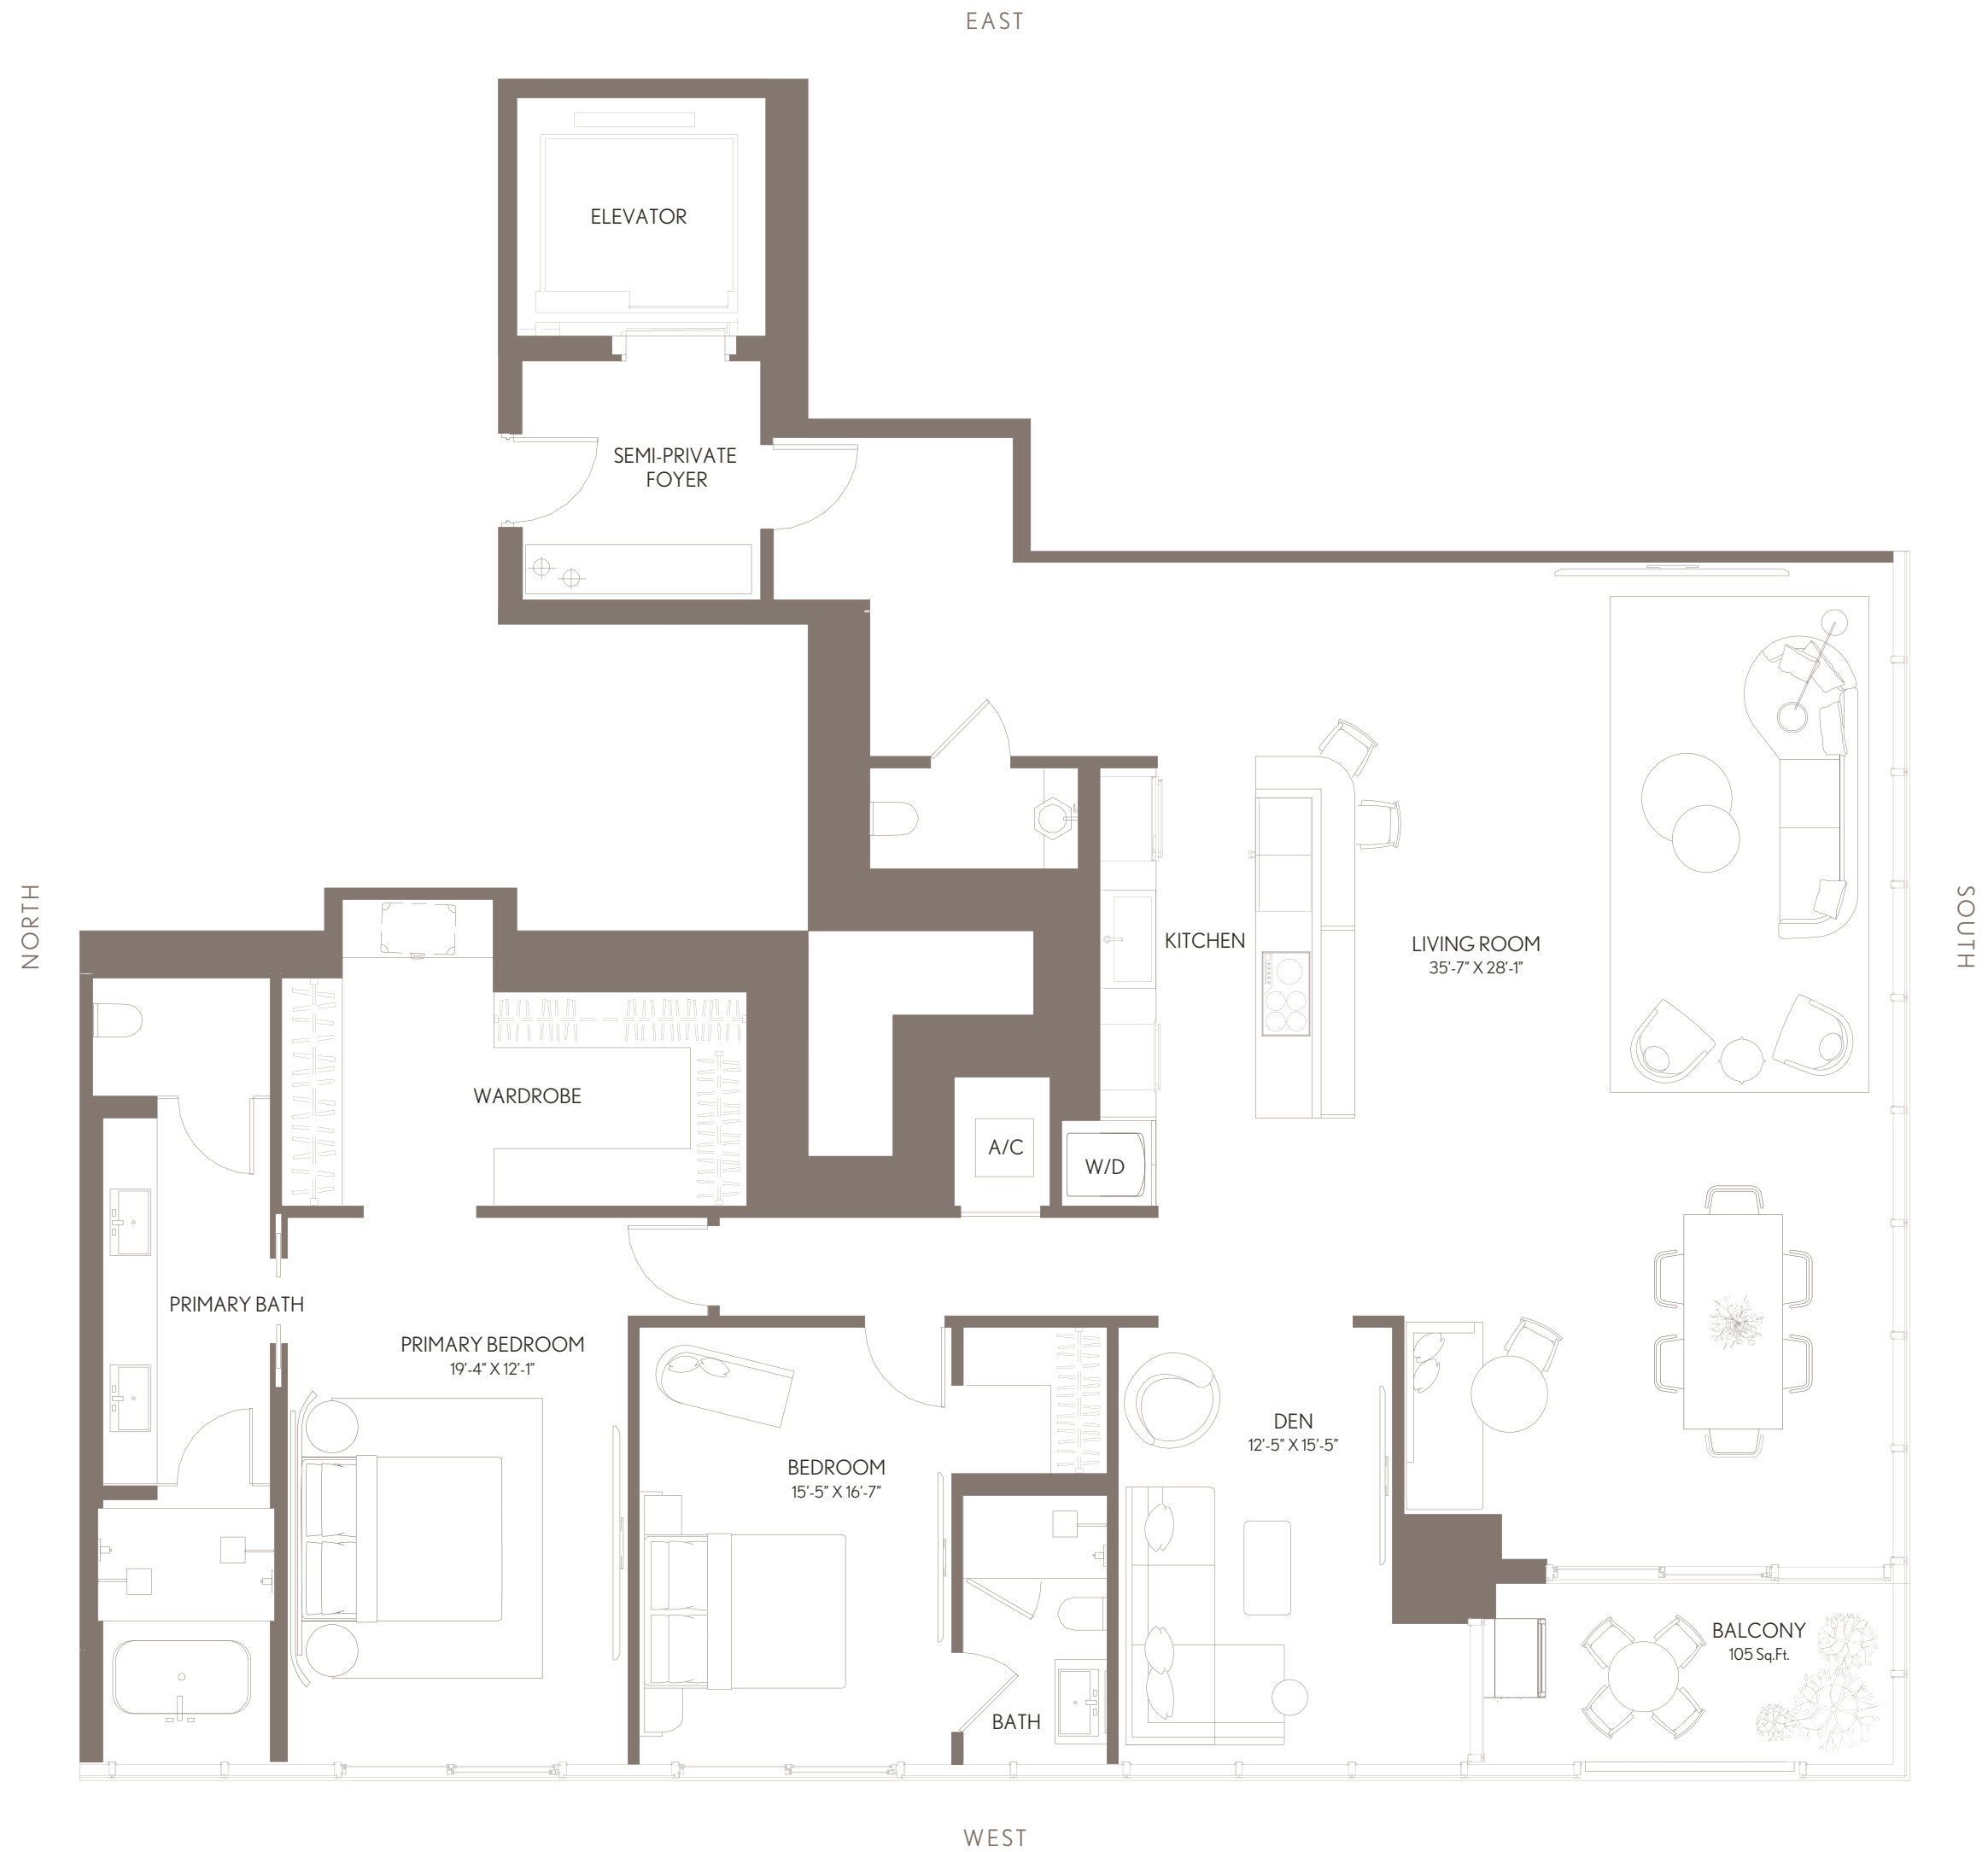 EAST
ELEVATOR
SEMI-PRIVATE
FOYER
NORTH
SOUTH
KITCHEN
LIVING ROOM
35'-7" X 28'-1"
WARDROBE
A/C
W/D
PRIMARY BATH
PRIMARY BEDROOM
19'-4" X 12'-1"
DEN
12'-5" X 15'-5"
BEDROOM
15'-5" X 16'-7"
BALCONY
105 Sq.Ft.
BATH
WEST